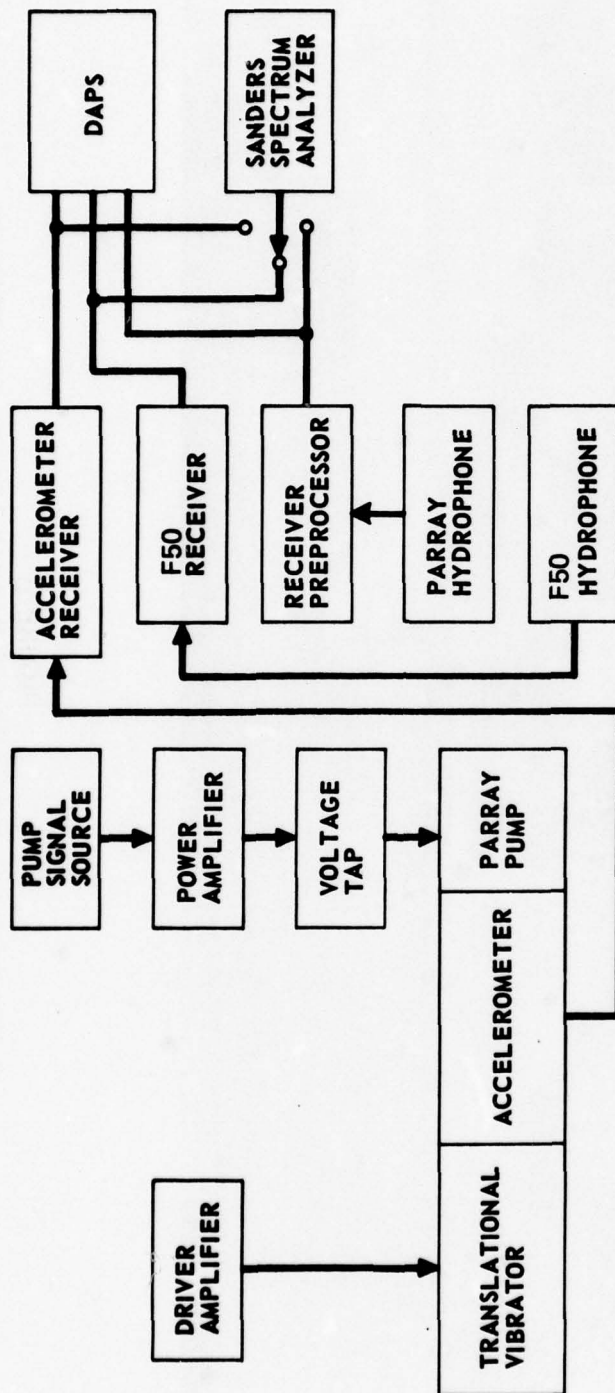 DRIVER
AMPLIFIER
TRANSLATIONAL
VIBRATOR
ACCELEROMETER
PARRAY
PUMP
PUMP
SIGNAL
SOURCE
POWER
AMPLIFIER
VOLTAGE
TAP
ACCELEROMETER
RECEIVER
F50
RECEIVER
RECEIVER
PREPROCESSOR
PARRAY
HYDROPHONE
F50
HYDROPHONE
DAPS
SANDERS
SPECTRUM
ANALYZER